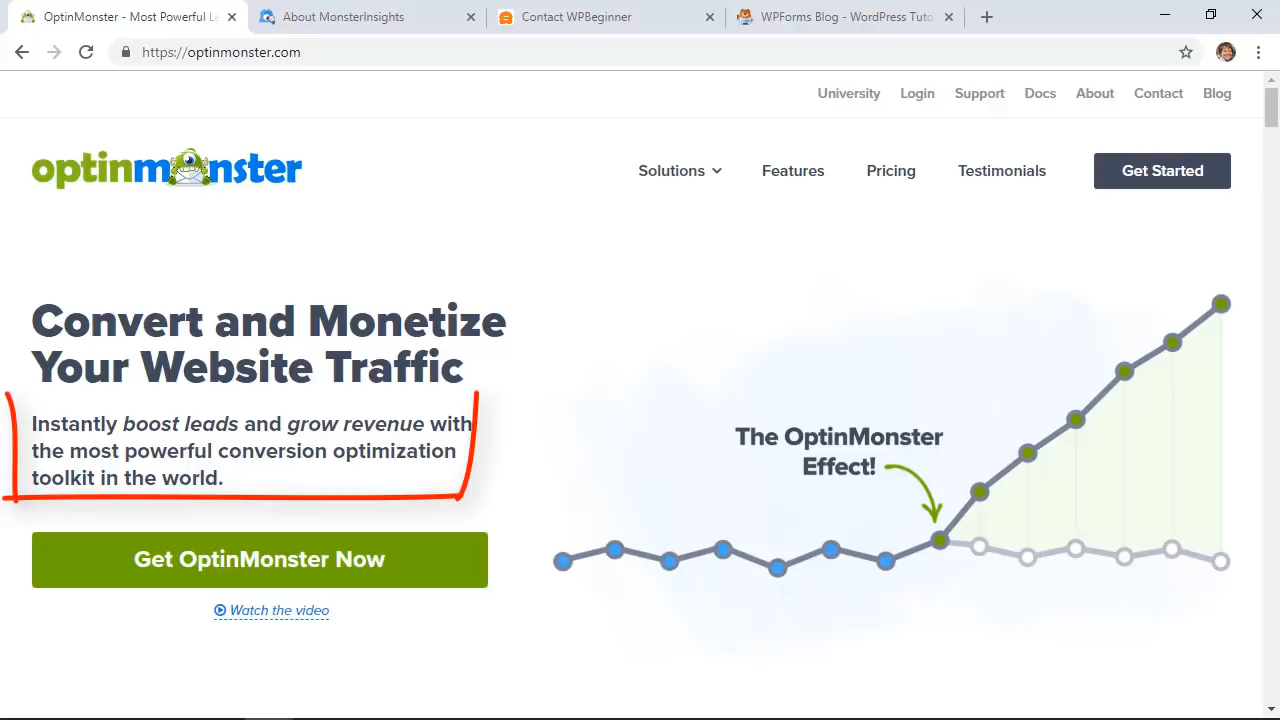 OptinMonster - Most Powerful Le
About MonsterInsights
Contact WPBeginner
WPForms Blog - WordPress Tuto
https://optinmonster.com
University Login Support Docs About Contact Blog
optinmonster
Solutions Features Pricing Testimonials Get Started
Convert and Monetize
Your Website Traffic
Instantly boost leads and grow revenue with
the most powerful conversion optimization
toolkit in the world.
Get OptinMonster Now
Watch the video
The OptinMonster
Effect!